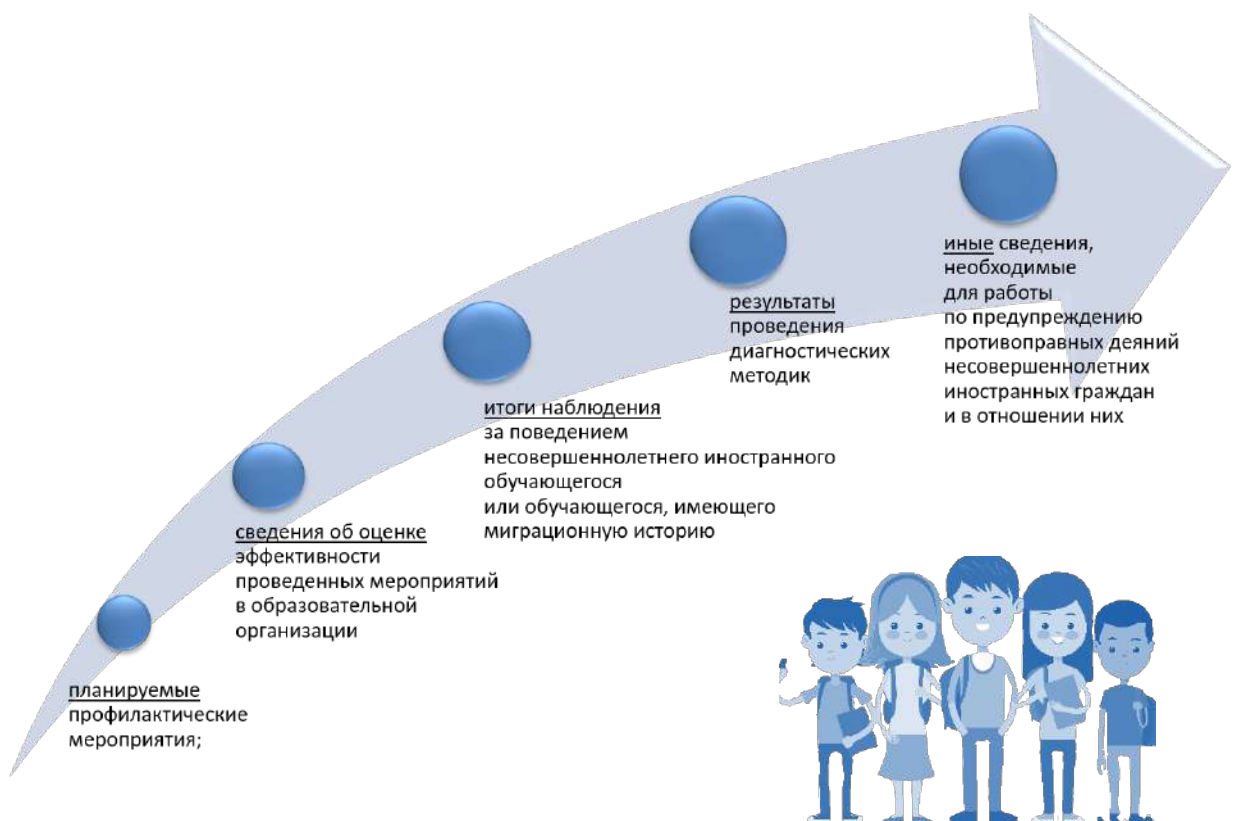 планируемые
профилактические
мероприятия;
сведения об оценке
эффективности
проведенных мероприятий
в образовательной
организации
итоги наблюдения
за поведением
несовершеннолетнего иностранного
обучающегося
или обучающегося, имеющего
миграционную историю
результаты
проведения
диагностических
методик
иные сведения,
необходимые
для работы
по предупреждению
противоправных деяний
несовершеннолетних
иностранных граждан
и в отношении них